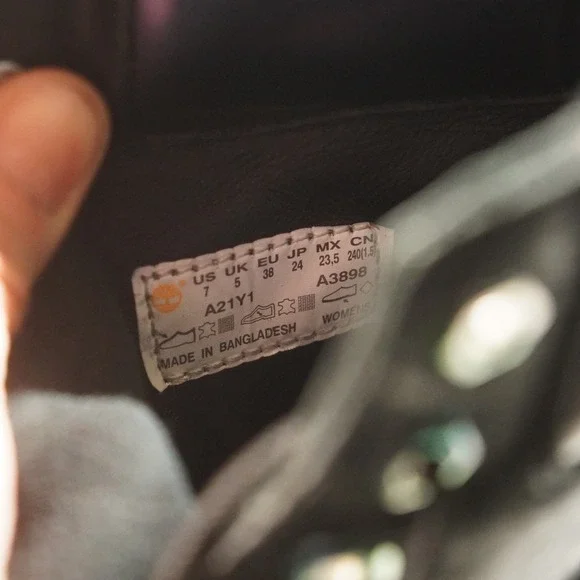 US UK EU JP MX CN
7 5 38 24 23,5 240(1.5)
A21Y1 A3898
MADE IN BANGLADESH WOMENS